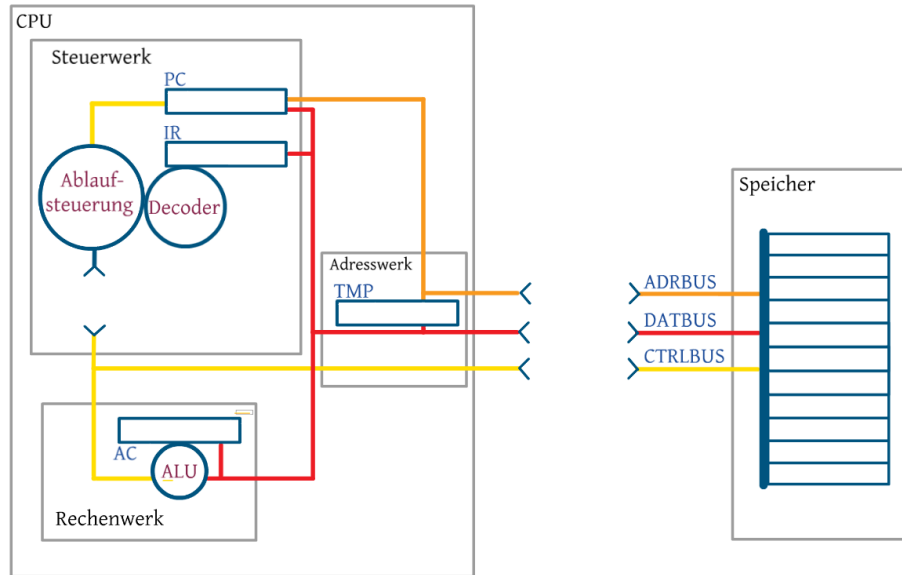 CPU
Steuerwerk
PC
IR
Ablauf-
steuerung
Decoder
Adresswerk
TMP
AC
ALU
Rechenwerk
Speicher
ADRBUS
DATBUS
CTRLBUS